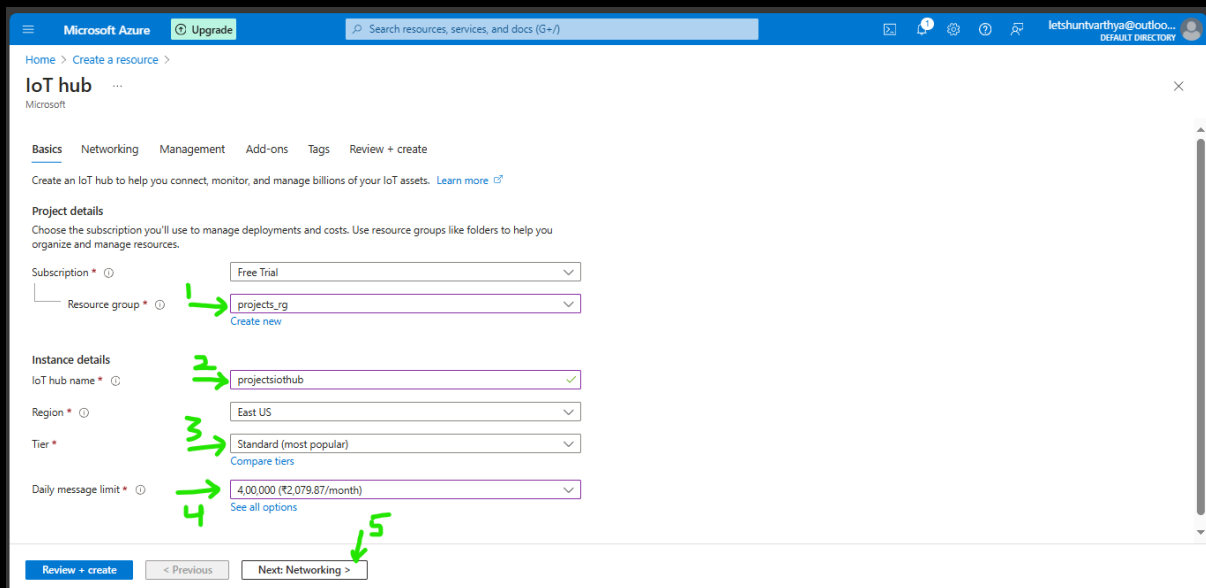 Microsoft Azure
Upgrade
Search resources, services, and docs (G+/)
1
letshuntvarthya@outloo...
DEFAULT DIRECTORY
Home > Create a resource >
IoT hub ...
Microsoft
Basics Networking Management Add-ons Tags Review + create
Create an IoT hub to help you connect, monitor, and manage billions of your IoT assets. Learn more
Project details
Choose the subscription you'll use to manage deployments and costs. Use resource groups like folders to help you
organize and manage resources.
Subscription * Free Trial
Resource group * 1 projects_rg
Create new
Instance details
IoT hub name * 2 projectsiothub
Region * East US
Tier * 3 Standard (most popular)
Compare tiers
Daily message limit * 4 4,00,000 (₹2,079.87/month)
See all options
5
Review + create < Previous Next: Networking >